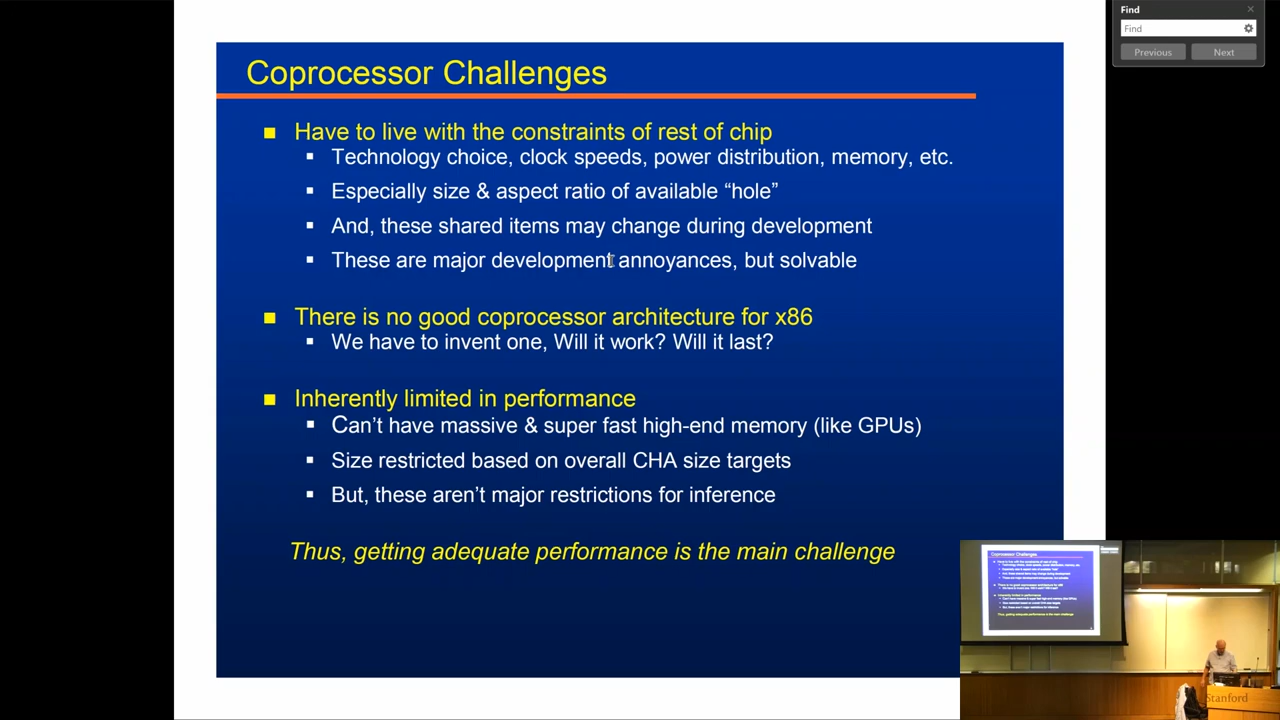 Find
Find
Previous
Next
Coprocessor Challenges
Have to live with the constraints of rest of chip
Technology choice, clock speeds, power distribution, memory, etc.
Especially size & aspect ratio of available “hole”
And, these shared items may change during development
These are major development annoyances, but solvable
There is no good coprocessor architecture for x86
We have to invent one, Will it work? Will it last?
Inherently limited in performance
Can’t have massive & super fast high-end memory (like GPUs)
Size restricted based on overall CHA size targets
But, these aren’t major restrictions for inference
Thus, getting adequate performance is the main challenge
Coprocessor Challenges
Stanford